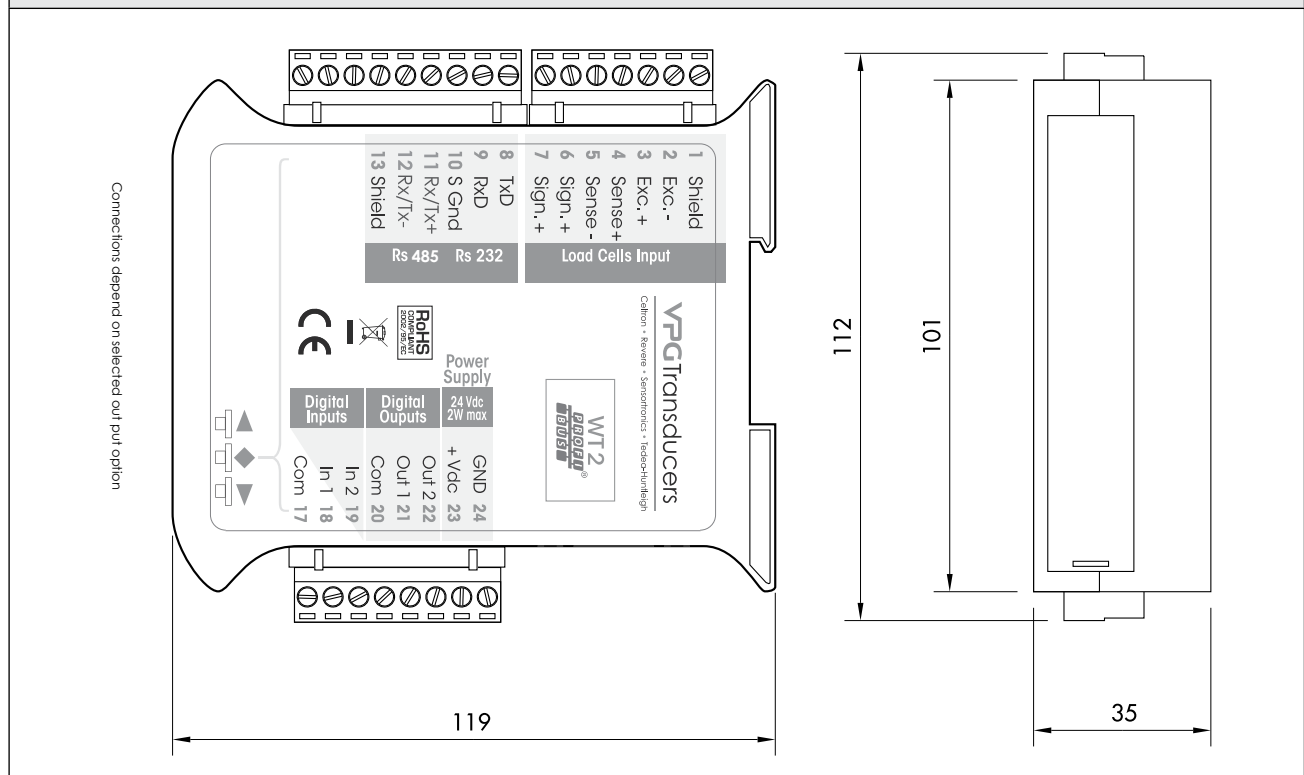 13 Shield
12 Rx/Tx-
11 Rx/Tx+
10 S Gnd
9 RxD
8 TxD
7 Sign.+
6 Sign.+
5 Sense-
4 Sense+
3 Exc.+
2 Exc.-
1 Shield
Rs 485
Rs 232
Load Cells Input
Connections depend on selected out put option
CE
RoHS
COMPLIANT
2002/95/EC
Power
Supply
Digital
Inputs
Digital
Ouputs
24 Vdc
2W max
Com 17
In 1 18
In 2 19
Com 20
Out 1 21
Out 2 22
+ Vdc 23
GND 24
WT 2
PROFI
BUS
®
VPGTransducers
Celtron • Revere • Sensortronics • Tedea-Huntleigh
112
101
119
35